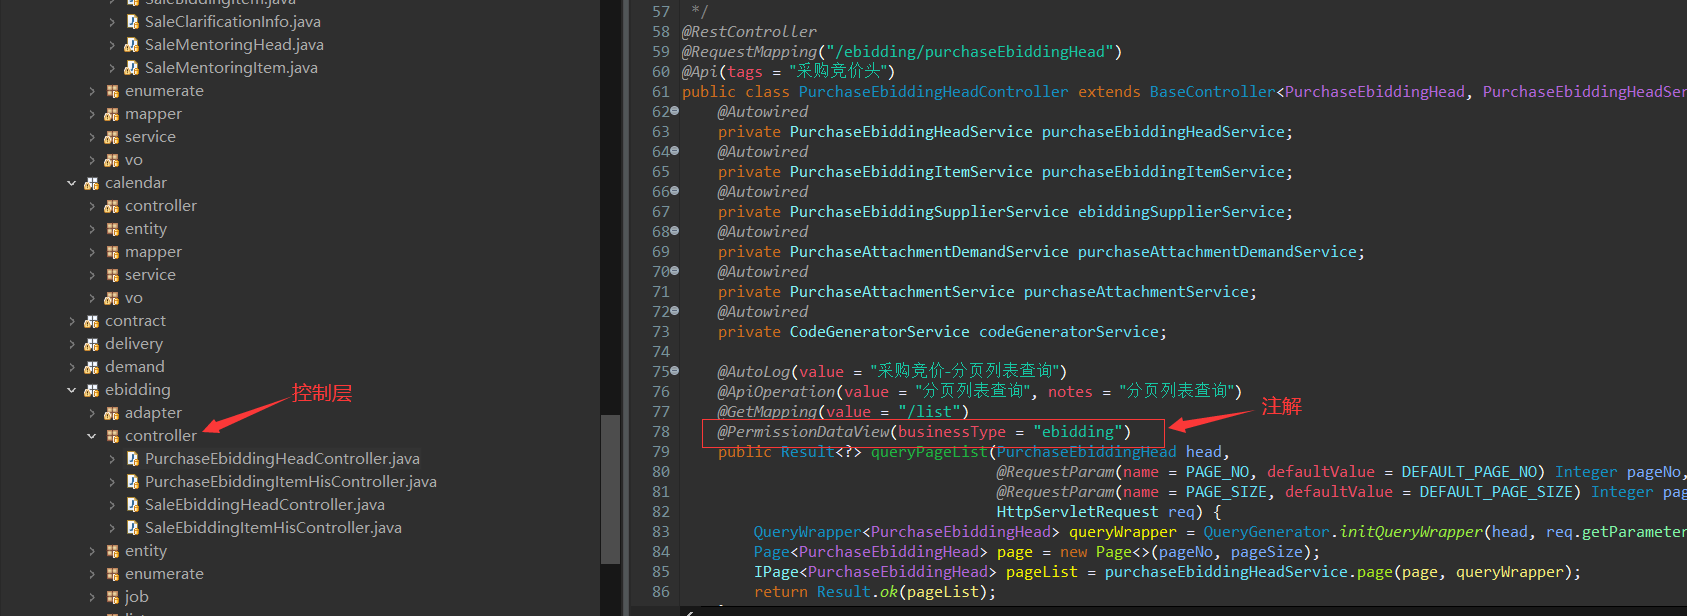 SaleBiddingItem.java
SaleClarificationInfo.java
SaleMentoringHead.java
SaleMentoringItem.java
enumerate
mapper
service
vo
calendar
controller
entity
mapper
service
vo
contract
delivery
demand
ebidding
控制层
adapter
controller
PurchaseEbiddingHeadController.java
PurchaseEbiddingItemHisController.java
SaleEbiddingHeadController.java
SaleEbiddingItemHisController.java
entity
enumerate
job
57 */
58 @RestController
59 @RequestMapping("/ebidding/purchaseEbiddingHead")
60 @Api(tags = "采购竞价头")
61 public class PurchaseEbiddingHeadController extends BaseController<PurchaseEbiddingHead, PurchaseEbiddingHeadSer
62 @Autowired
63 private PurchaseEbiddingHeadService purchaseEbiddingHeadService;
64 @Autowired
65 private PurchaseEbiddingItemService purchaseEbiddingItemService;
66 @Autowired
67 private PurchaseEbiddingSupplierService ebiddingSupplierService;
68 @Autowired
69 private PurchaseAttachmentDemandService purchaseAttachmentDemandService;
70 @Autowired
71 private PurchaseAttachmentService purchaseAttachmentService;
72 @Autowired
73 private CodeGeneratorService codeGeneratorService;
74
75 @AutoLog(value = "采购竞价-分页列表查询")
76 @ApiOperation(value = "分页列表查询", notes = "分页列表查询")
77 @GetMapping(value = "/list")
注解
78 @PermissionDataView(businessType = "ebidding")
79 public Result<?> queryPageList(PurchaseEbiddingHead head,
80 @RequestParam(name = PAGE_NO, defaultValue = DEFAULT_PAGE_NO) Integer pageNo,
81 @RequestParam(name = PAGE_SIZE, defaultValue = DEFAULT_PAGE_SIZE) Integer pag
82 HttpServletRequest req) {
83 QueryWrapper<PurchaseEbiddingHead> queryWrapper = QueryGenerator.initQueryWrapper(head, req.getParameter
84 Page<PurchaseEbiddingHead> page = new Page<>(pageNo, pageSize);
85 IPage<PurchaseEbiddingHead> pageList = purchaseEbiddingHeadService.page(page, queryWrapper);
86 return Result.ok(pageList);